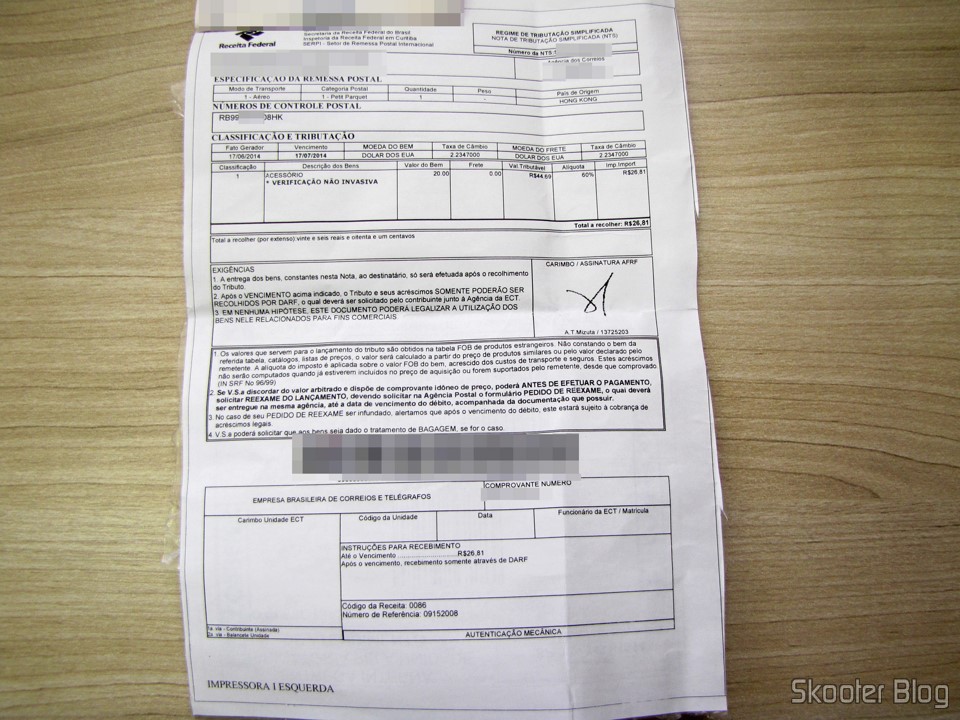 Receita Federal
Secretaria da Receita Federal do Brasil
Inspetoria da Receita Federal em Curitiba
SERPI - Setor de Remessa Postal Internacional
REGIME DE TRIBUTAÇÃO SIMPLIFICADA
NOTA DE TRIBUTAÇÃO SIMPLIFICADA (NTS)
Número da NTS:
Agência dos Correios
ESPECIFICAÇÃO DA REMESSA POSTAL
Modo de Transporte Categoria Postal Quantidade Peso País de Origem
1 - Aéreo 1 - Petit Parquet 1 - HONG KONG
NÚMEROS DE CONTROLE POSTAL
RB99 08HK
CLASSIFICAÇÃO E TRIBUTAÇÃO
Fato Gerador Vencimento MOEDA DO BEM Taxa de Câmbio MOEDA DO FRETE Taxa de Câmbio
17/06/2014 17/07/2014 DOLAR DOS EUA 2.2347000 DOLAR DOS EUA 2.2347000
Classificação Descrição dos Bens Valor do Bem Frete Val.Tributável Alíquota Imp.Import
1 ACESSÓRIO 20.00 0.00 R$44,69 60% R$26,81
* VERIFICAÇÃO NÃO INVASIVA
Total a recolher: R$26,81
Total a recolher (por extenso):vinte e seis reais e oitenta e um centavos
EXIGÊNCIAS
1. A entrega dos bens, constantes nesta Nota, ao destinatário, só será efetuada após o recolhimento
do Tributo.
2. Após o VENCIMENTO acima indicado, o Tributo e seus acréscimos SOMENTE PODERÃO SER
RECOLHIDOS POR DARF, o qual deverá ser solicitado pelo contribuinte junto à Agência da ECT.
3. EM NENHUMA HIPÓTESE, ESTE DOCUMENTO PODERÁ LEGALIZAR A UTILIZAÇÃO DOS
BENS NELE RELACIONADOS PARA FINS COMERCIAIS
CARIMBO / ASSINATURA AFRF
A.T.Mizuta / 13725203
1. Os valores que servem para o lançamento do tributo são obtidos na tabela FOB de produtos estrangeiros. Não constando o bem da
referida tabela, catálogos, listas de preços, o valor será calculado a partir do preço de produtos similares ou pelo valor declarado pelo
remetente. A alíquota do imposto é aplicada sobre o valor FOB do bem, acrescido dos custos de transporte e seguros. Estes acréscimos
não serão computados quando já estiverem incluídos no preço de aquisição ou forem suportados pelo remetente, desde que comprovado
(IN SRF No 96/99)
2. Se V.S.a discordar do valor arbitrado e dispõe de comprovante idôneo de preço, poderá ANTES DE EFETUAR O PAGAMENTO,
solicitar REEXAME DO LANÇAMENTO, devendo solicitar na Agência Postal o formulário PEDIDO DE REEXAME, o qual deverá
ser entregue na mesma agência, até a data de vencimento do débito, acompanhada da documentação que possuir.
3. No caso de seu PEDIDO DE REEXAME ser infundado, alertamos que após o vencimento do débito, este estará sujeito à cobrança de
acréscimos legais.
4. V.S.a poderá solicitar que aos bens seja dado o tratamento de BAGAGEM, se for o caso.
EMPRESA BRASILEIRA DE CORREIOS E TELÉGRAFOS
COMPROVANTE NÚMERO
Carimbo Unidade ECT Código da Unidade Data Funcionário da ECT / Matrícula
INSTRUÇÕES PARA RECEBIMENTO
Até o Vencimento ........................R$26,81
Após o vencimento, recebimento somente através de DARF
Código da Receita: 0086
Número de Referência: 09152008
1a. via - Contribuinte (Assinada)
2a. via - Balancete Unidade
AUTENTICAÇÃO MECÂNICA
IMPRESSORA I ESQUERDA
Skooter Blog